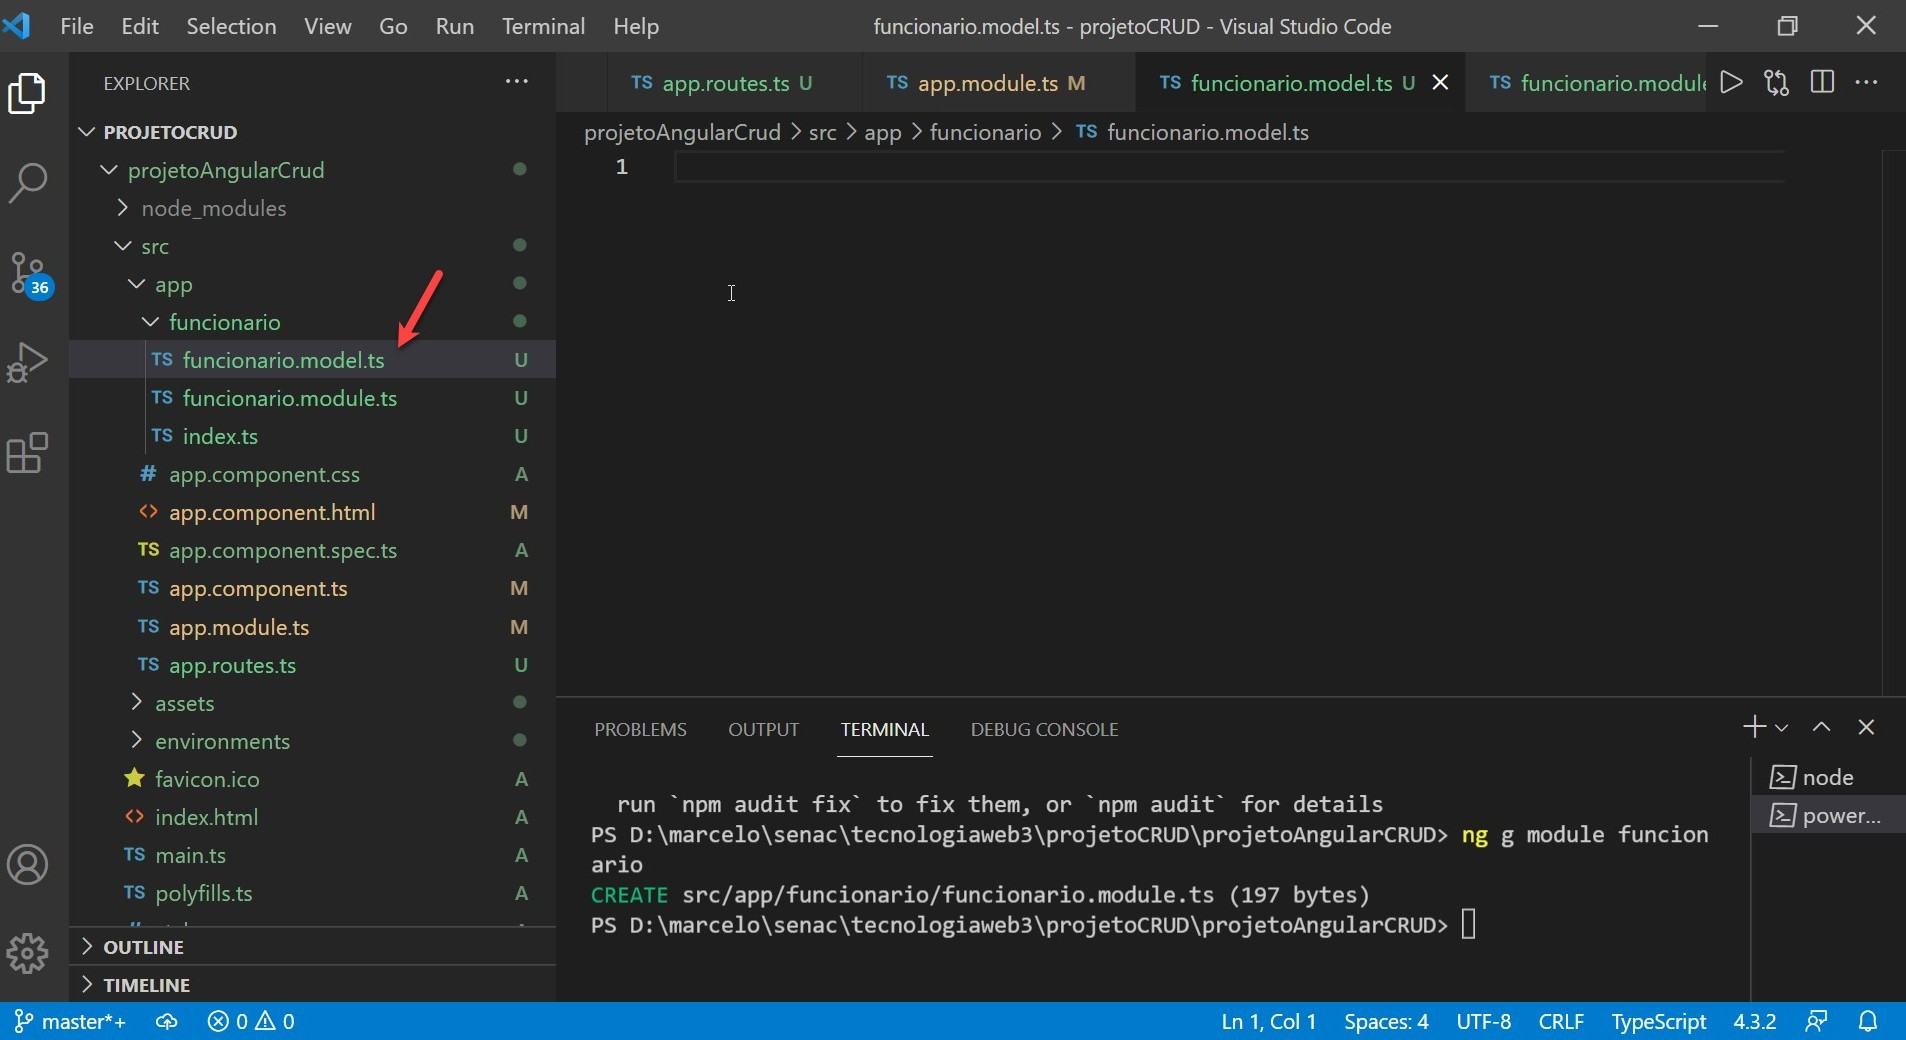 File Edit Selection View Go Run Terminal Help
funcionario.model.ts - projetoCRUD - Visual Studio Code
EXPLORER
PROJETOCRUD
projetoAngularCrud
node_modules
src
app
funcionario
TS funcionario.model.ts U
TS funcionario.module.ts U
TS index.ts U
# app.component.css A
<> app.component.html M
TS app.component.spec.ts A
TS app.component.ts M
TS app.module.ts M
TS app.routes.ts U
assets
environments
favicon.ico A
<> index.html A
TS main.ts A
TS polyfills.ts A
OUTLINE
TIMELINE
36
TS app.routes.ts U
TS app.module.ts M
TS funcionario.model.ts U
TS funcionario.module
projetoAngularCrud > src > app > funcionario > TS funcionario.model.ts
1
PROBLEMS OUTPUT TERMINAL DEBUG CONSOLE
run `npm audit fix` to fix them, or `npm audit` for details
PS D:\marcelo\senac\tecnologiaweb3\projetoCRUD\projetoAngularCRUD> ng g module funcion
ario
CREATE src/app/funcionario/funcionario.module.ts (197 bytes)
PS D:\marcelo\senac\tecnologiaweb3\projetoCRUD\projetoAngularCRUD>
node
power...
master*+ 0 0 Ln 1, Col 1 Spaces: 4 UTF-8 CRLF TypeScript 4.3.2